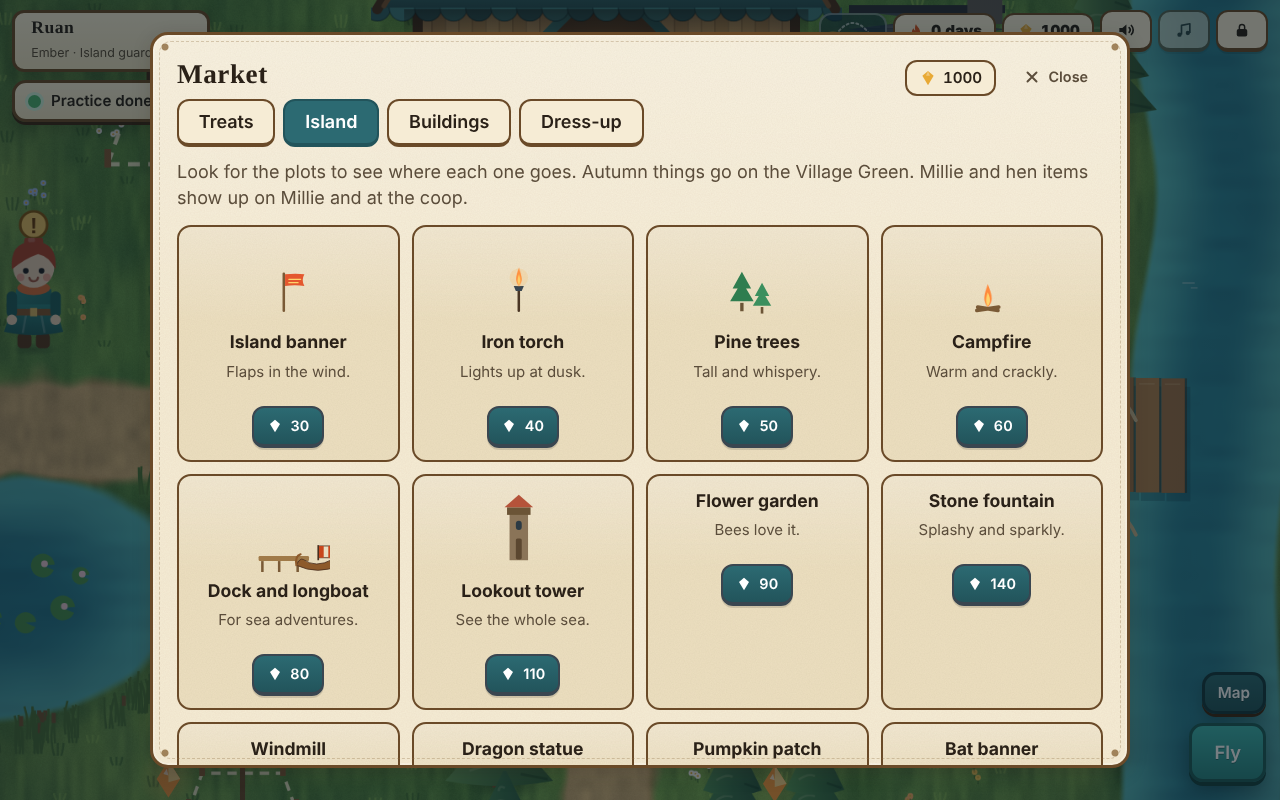 Ruan
Ember · Island guard
Practice done
0 days
1000
Market
1000
Close
Treats
Island
Buildings
Dress-up
Look for the plots to see where each one goes. Autumn things go on the Village Green. Millie and hen items
show up on Millie and at the coop.
Island banner
Flaps in the wind.
30
Iron torch
Lights up at dusk.
40
Pine trees
Tall and whispery.
50
Campfire
Warm and crackly.
60
Dock and longboat
For sea adventures.
80
Lookout tower
See the whole sea.
110
Flower garden
Bees love it.
90
Stone fountain
Splashy and sparkly.
140
Windmill
Dragon statue
Pumpkin patch
Bat banner
!
Map
Fly